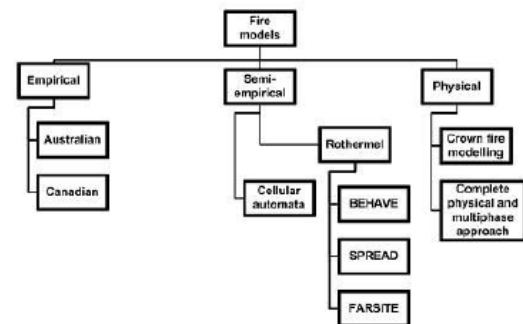 Fire
models
Empirical
Semi-
empirical
Physical
Australian
Canadian
Cellular
automata
Rothermel
BEHAVE
SPREAD
FARSITE
Crown fire
modelling
Complete
physical and
multiphase
approach